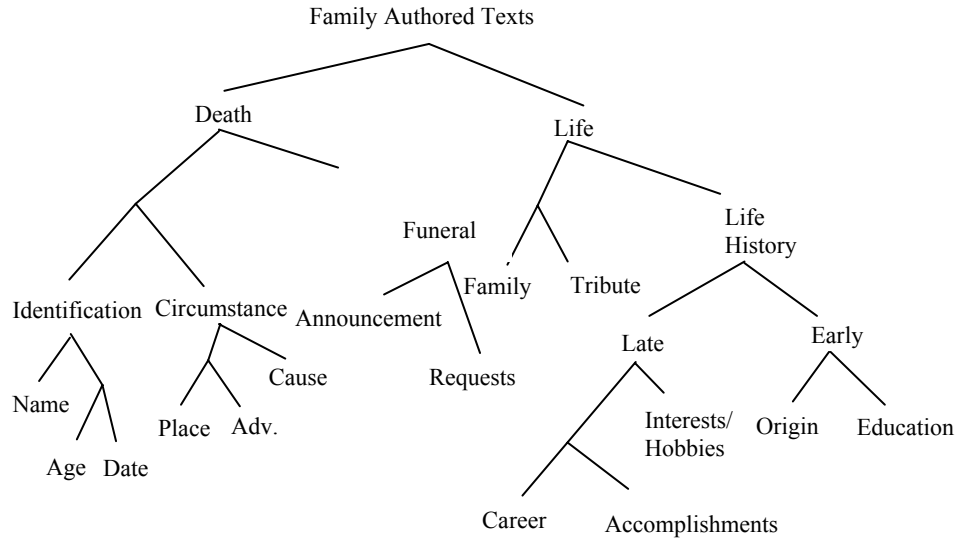 Family Authored Texts
Death
Life
Life
History
Funeral
Family
Tribute
Identification
Circumstance
Announcement
Late
Early
Name
Cause
Requests
Place
Adv.
Interests/
Hobbies
Origin
Education
Age
Date
Career
Accomplishments